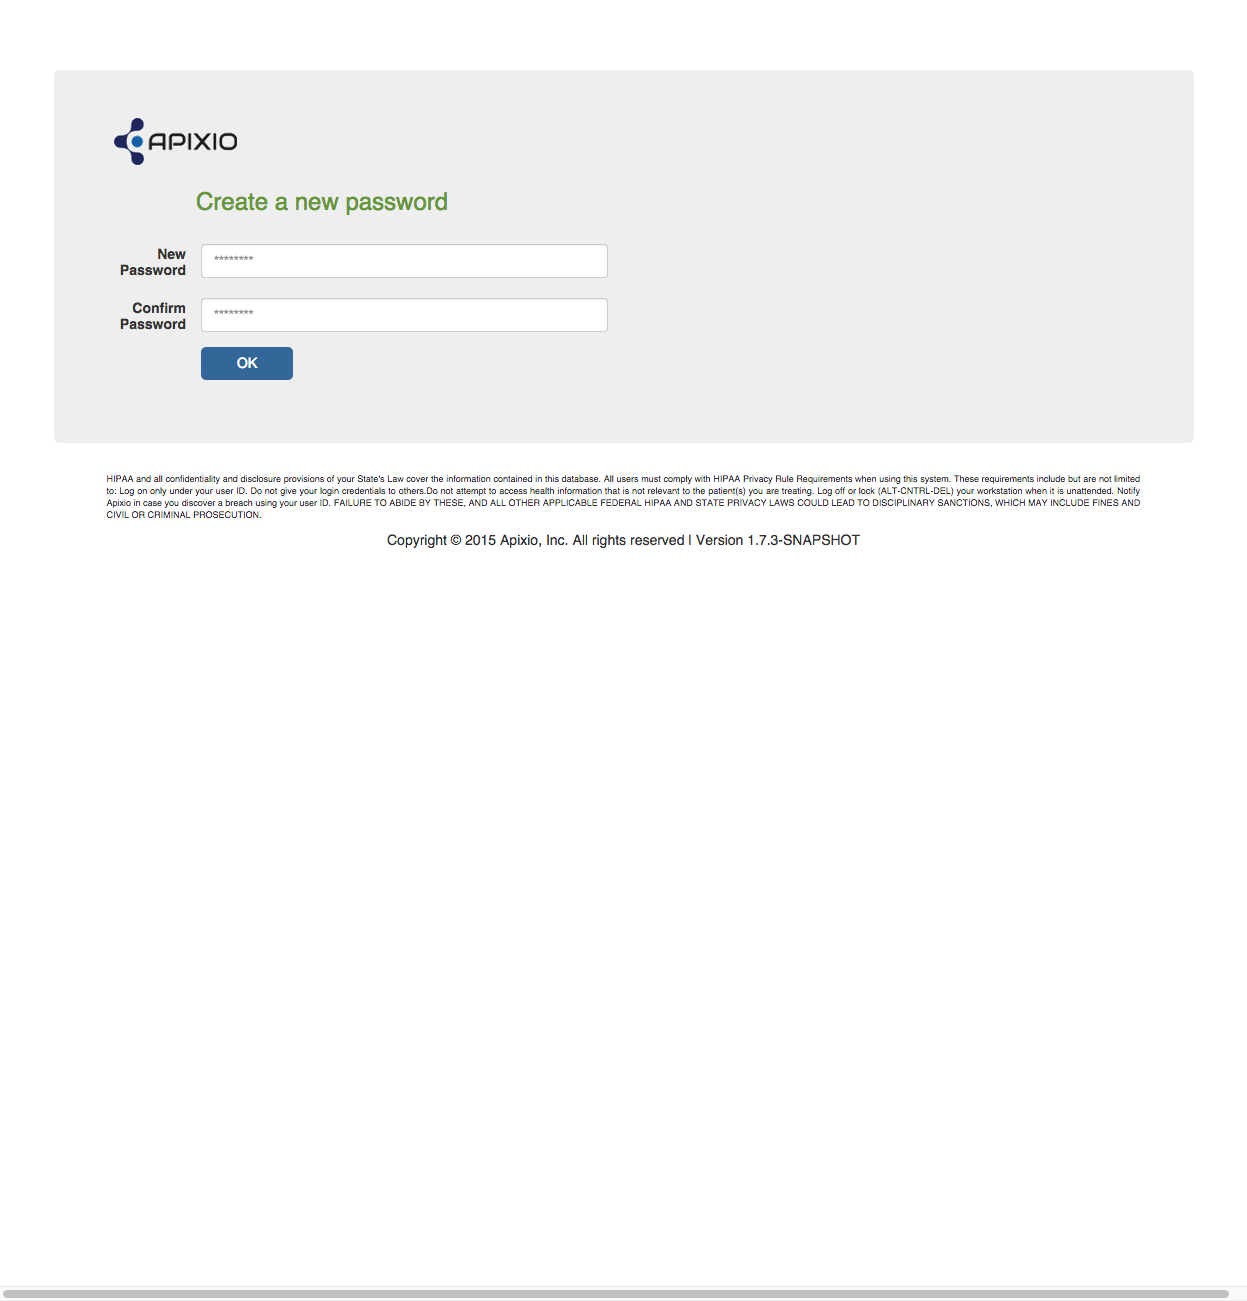 APIXIO
Create a new password
New
Password
********
Confirm
Password
********
OK
HIPAA and all confidentiality and disclosure provisions of your State's Law cover the information contained in this database. All users must comply with HIPAA Privacy Rule Requirements when using this system. These requirements include but are not limited
to: Log on only under your user ID. Do not give your login credentials to others.Do not attempt to access health information that is not relevant to the patient(s) you are treating. Log off or lock (ALT-CNTRL-DEL) your workstation when it is unattended. Notify
Apixio in case you discover a breach using your user ID. FAILURE TO ABIDE BY THESE, AND ALL OTHER APPLICABLE FEDERAL HIPAA AND STATE PRIVACY LAWS COULD LEAD TO DISCIPLINARY SANCTIONS, WHICH MAY INCLUDE FINES AND
CIVIL OR CRIMINAL PROSECUTION.
Copyright © 2015 Apixio, Inc. All rights reserved | Version 1.7.3-SNAPSHOT